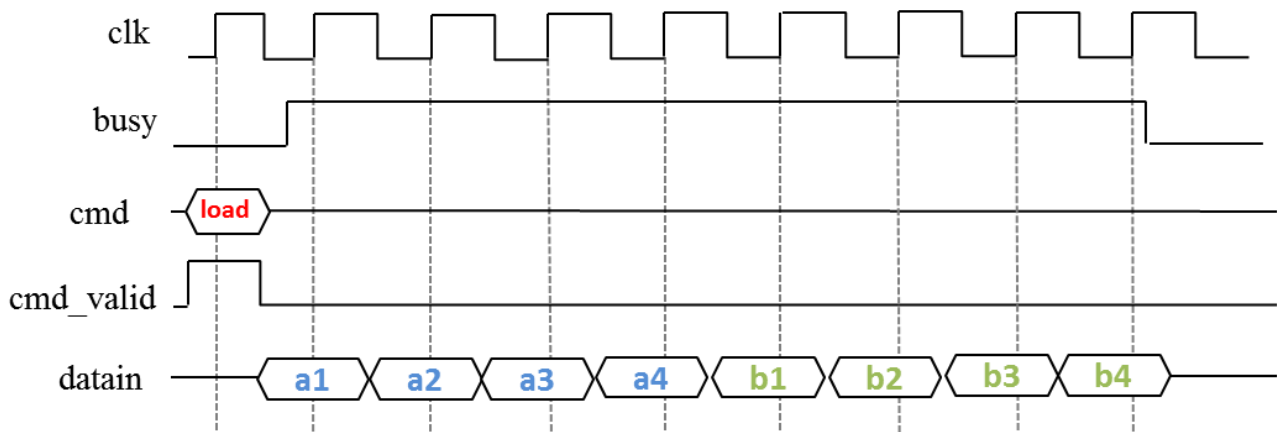 clk
busy
cmd load
cmd_valid
datain a1 a2 a3 a4 b1 b2 b3 b4